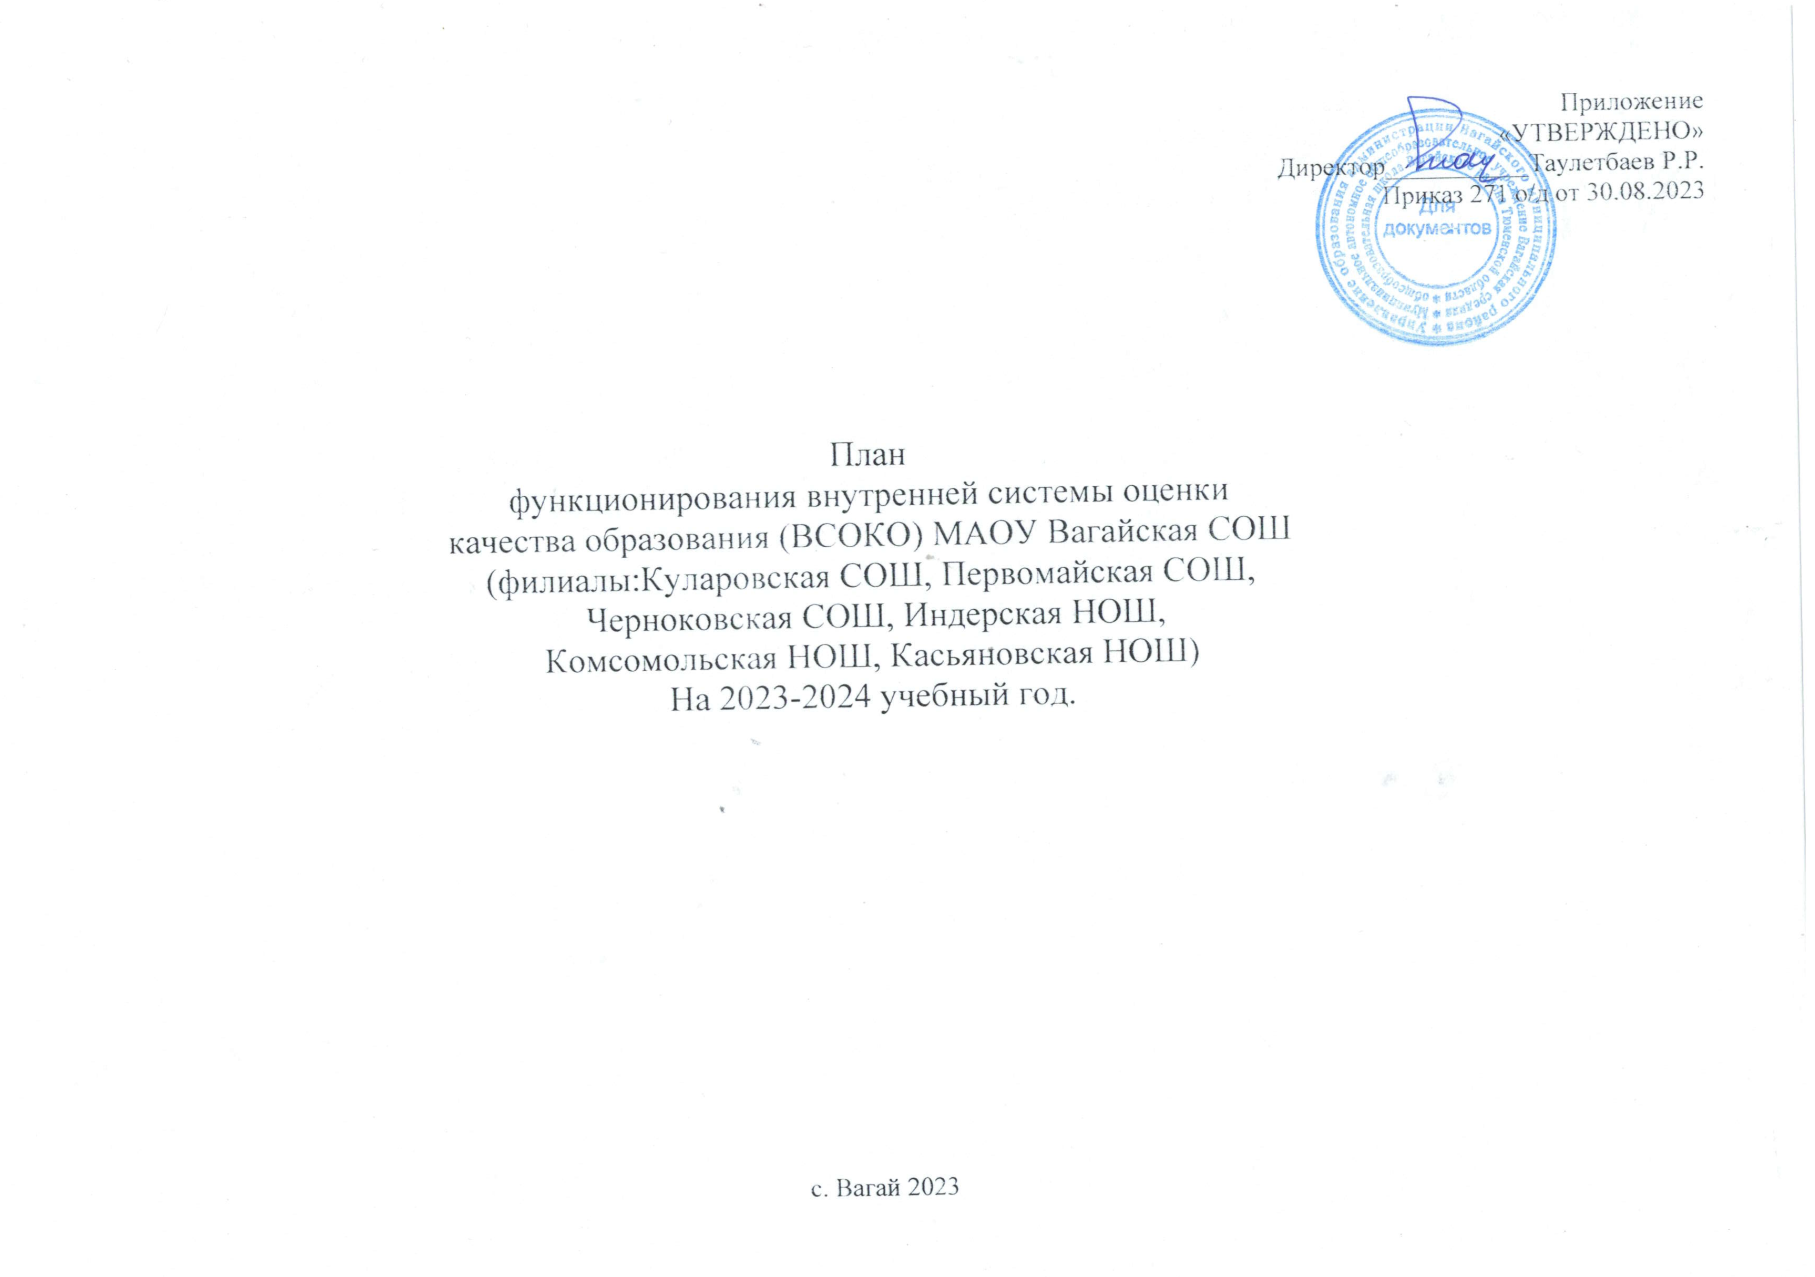 Приложение
«УТВЕРЖДЕНО»
Директор__________Таулетбаев Р.Р.
Приказ 271 о/д от 30.08.2023
Для
документов
План
функционирования внутренней системы оценки
качества образования (ВСОКО) МАОУ Вагайская СОШ
(филиалы:Куларовская СОШ, Первомайская СОШ,
Черноковская СОШ, Индерская НОШ,
Комсомольская НОШ, Касьяновская НОШ)
На 2023-2024 учебный год.
с. Вагай 2023